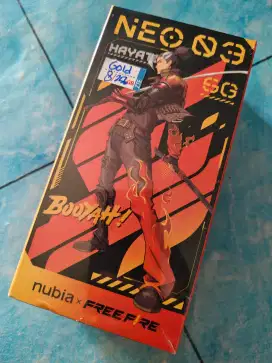 NEO 03
HAYATO
Gold
8/256
5G
BOOYAH!
nubia x FREE FIRE